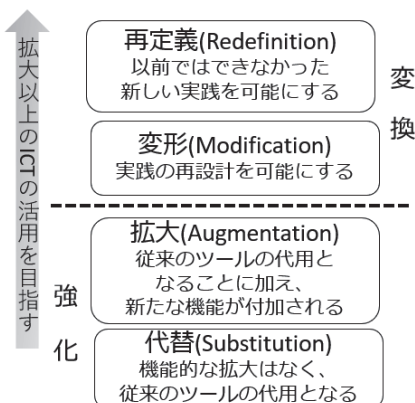 拡大以上のICTの活用を目指す
再定義(Redefinition)
以前ではできなかった
新しい実践を可能にする
変形(Modification)
実践の再設計を可能にする
変換
拡大(Augmentation)
従来のツールの代用と
なることに加え、
新たな機能が付加される
代替(Substitution)
機能的な拡大はなく、
従来のツールの代用となる
強化